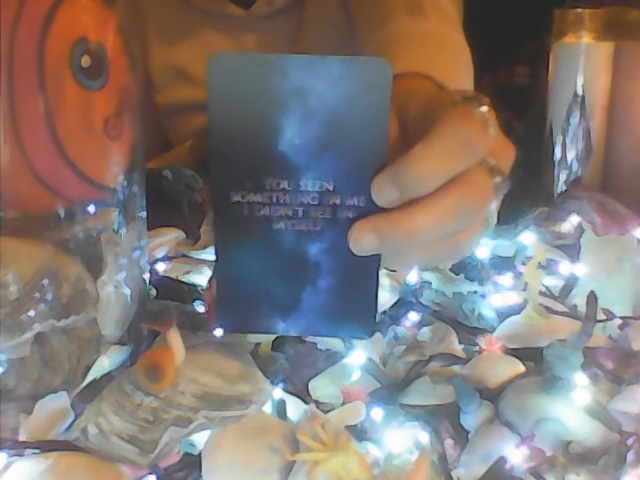 YOU SEEN
SOMETHING IN ME
I DIDN'T SEE IN
MYSELF